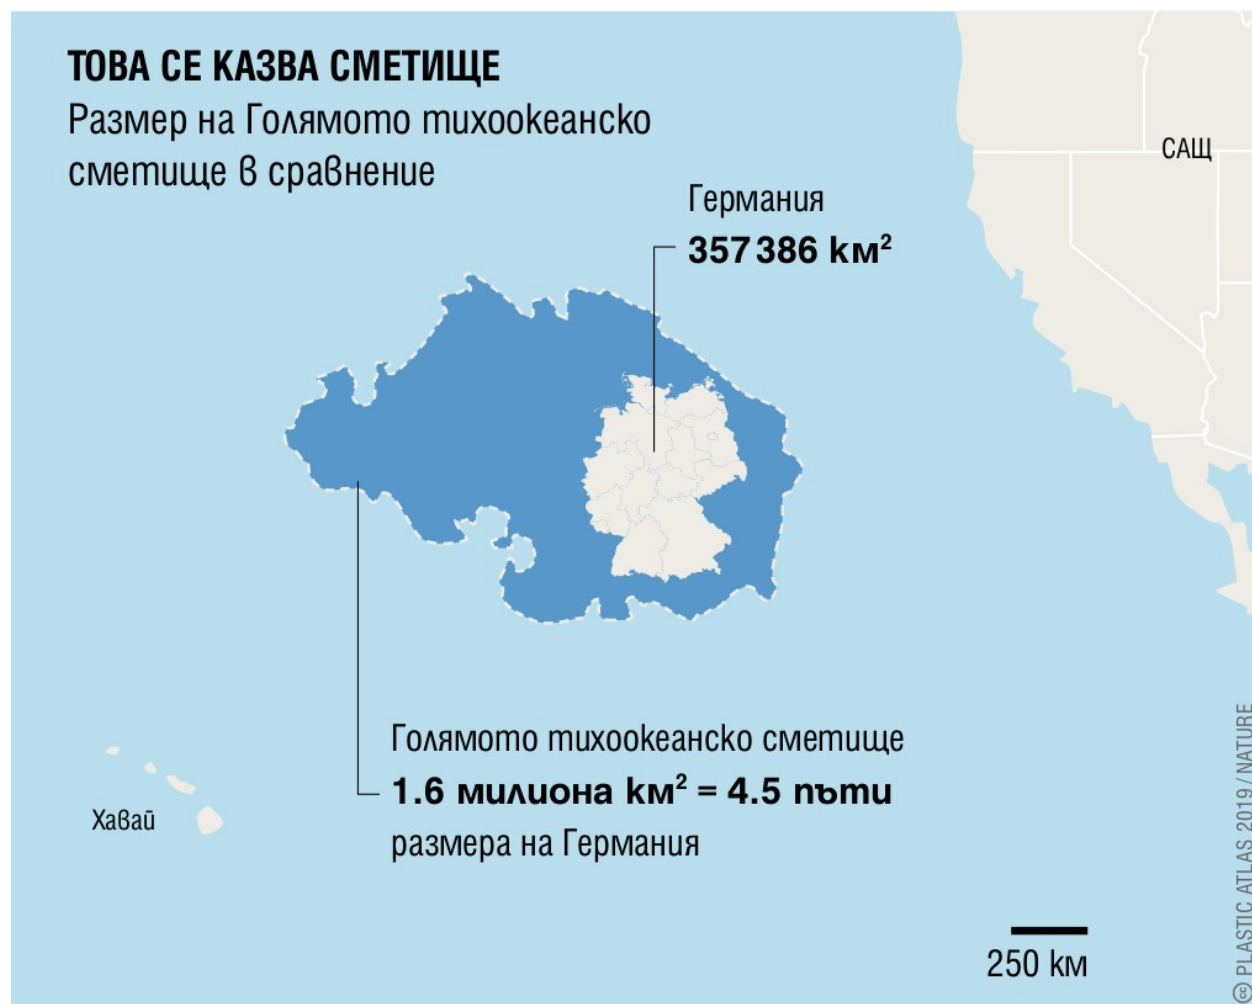 ТОВА СЕ КАЗВА СМЕТИЩЕ
Размер на Голямото тихоокеанско
сметище в сравнение
САЩ
Германия
357 386 км²
Голямото тихоокеанско сметище
1.6 милиона км² = 4.5 пъти
размера на Германия
Хавай
250 км
cc PLASTIC ATLAS 2019 / NATURE